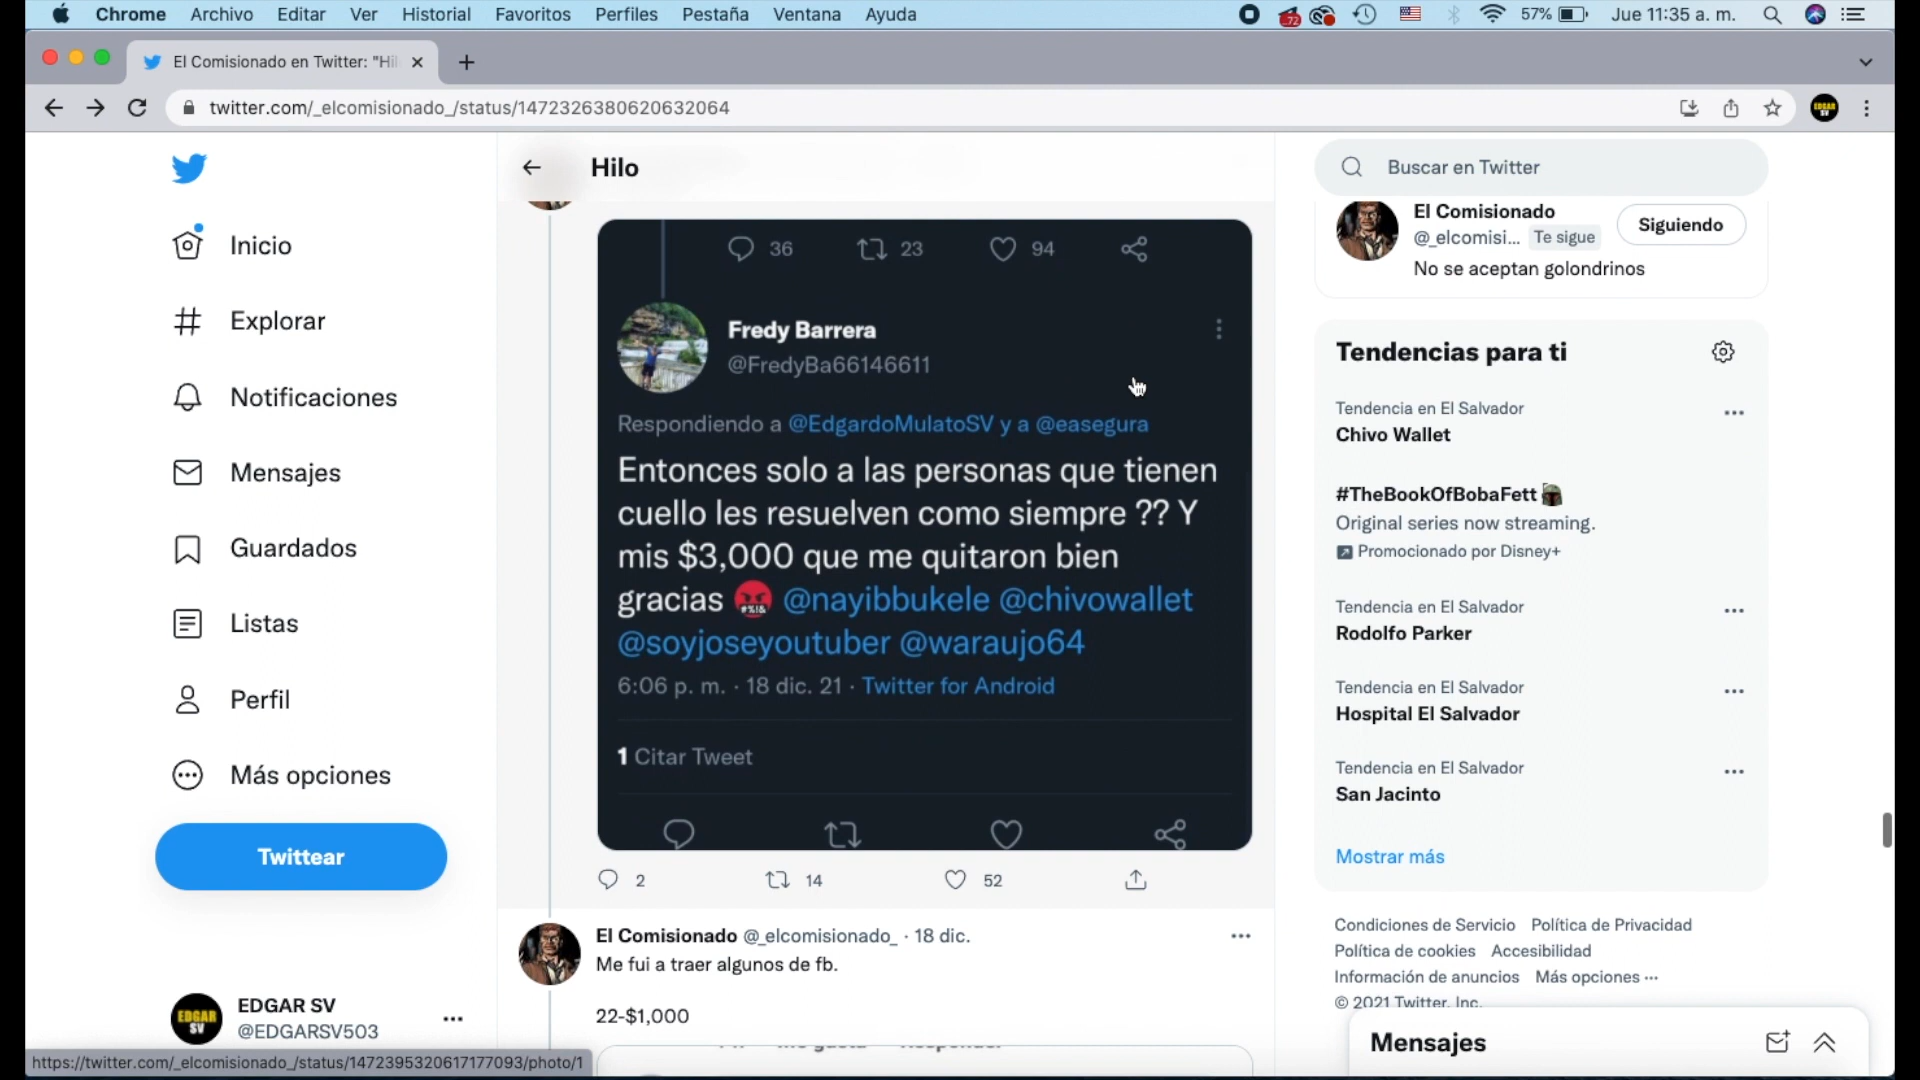 Chrome Archivo Editar Ver Historial Favoritos Perfiles Pestaña Ventana Ayuda
72
57%
Jue 11:35 a. m.
El Comisionado en Twitter: "Hil
twitter.com/_elcomisionado_/status/1472326380620632064
EDGAR SV
Inicio
Explorar
Notificaciones
Mensajes
Guardados
Listas
Perfil
Más opciones
Twittear
EDGAR SV
EDGAR SV
@EDGARSV503
https://twitter.com/_elcomisionado_/status/1472395320617177093/photo/1
Hilo
36 23 94
Fredy Barrera
@FredyBa66146611
Respondiendo a @EdgardoMulatoSV y a @easegura
Entonces solo a las personas que tienen
cuello les resuelven como siempre ?? Y
mis $3,000 que me quitaron bien
gracias 🤬 @nayibbukele @chivowallet
@soyjoseyoutuber @waraujo64
6:06 p. m. · 18 dic. 21 · Twitter for Android
1 Citar Tweet
2 14 52
El Comisionado @_elcomisionado_ · 18 dic.
Me fui a traer algunos de fb.
22-$1,000
Buscar en Twitter
El Comisionado
@_elcomisi... Te sigue
Siguiendo
No se aceptan golondrinos
Tendencias para ti
Tendencia en El Salvador
Chivo Wallet
#TheBookOfBobaFett
Original series now streaming.
Promocionado por Disney+
Tendencia en El Salvador
Rodolfo Parker
Tendencia en El Salvador
Hospital El Salvador
Tendencia en El Salvador
San Jacinto
Mostrar más
Condiciones de Servicio Política de Privacidad
Política de cookies Accesibilidad
Información de anuncios Más opciones ···
© 2021 Twitter, Inc.
Mensajes